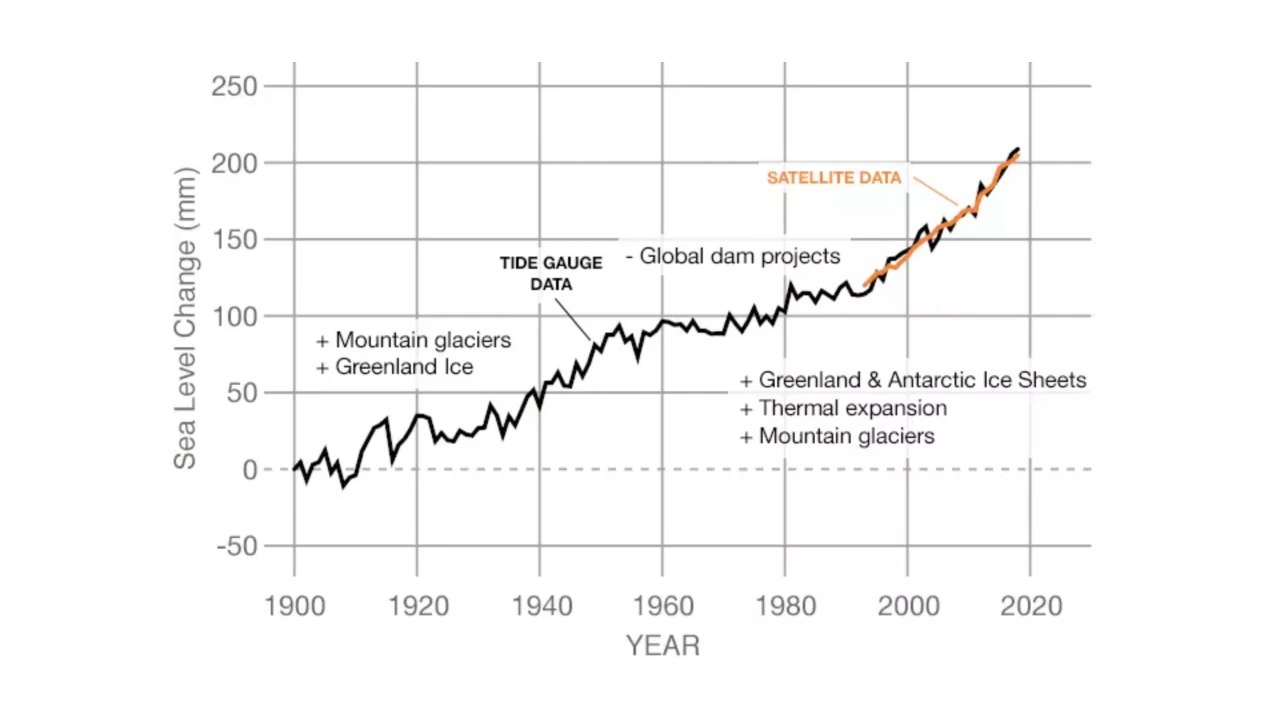 250
200
150
100
50
0
-50
Sea Level Change (mm)
SATELLITE DATA
- Global dam projects
TIDE GAUGE
DATA
+ Mountain glaciers
+ Greenland Ice
+ Greenland & Antarctic Ice Sheets
+ Thermal expansion
+ Mountain glaciers
1900 1920 1940 1960 1980 2000 2020
YEAR